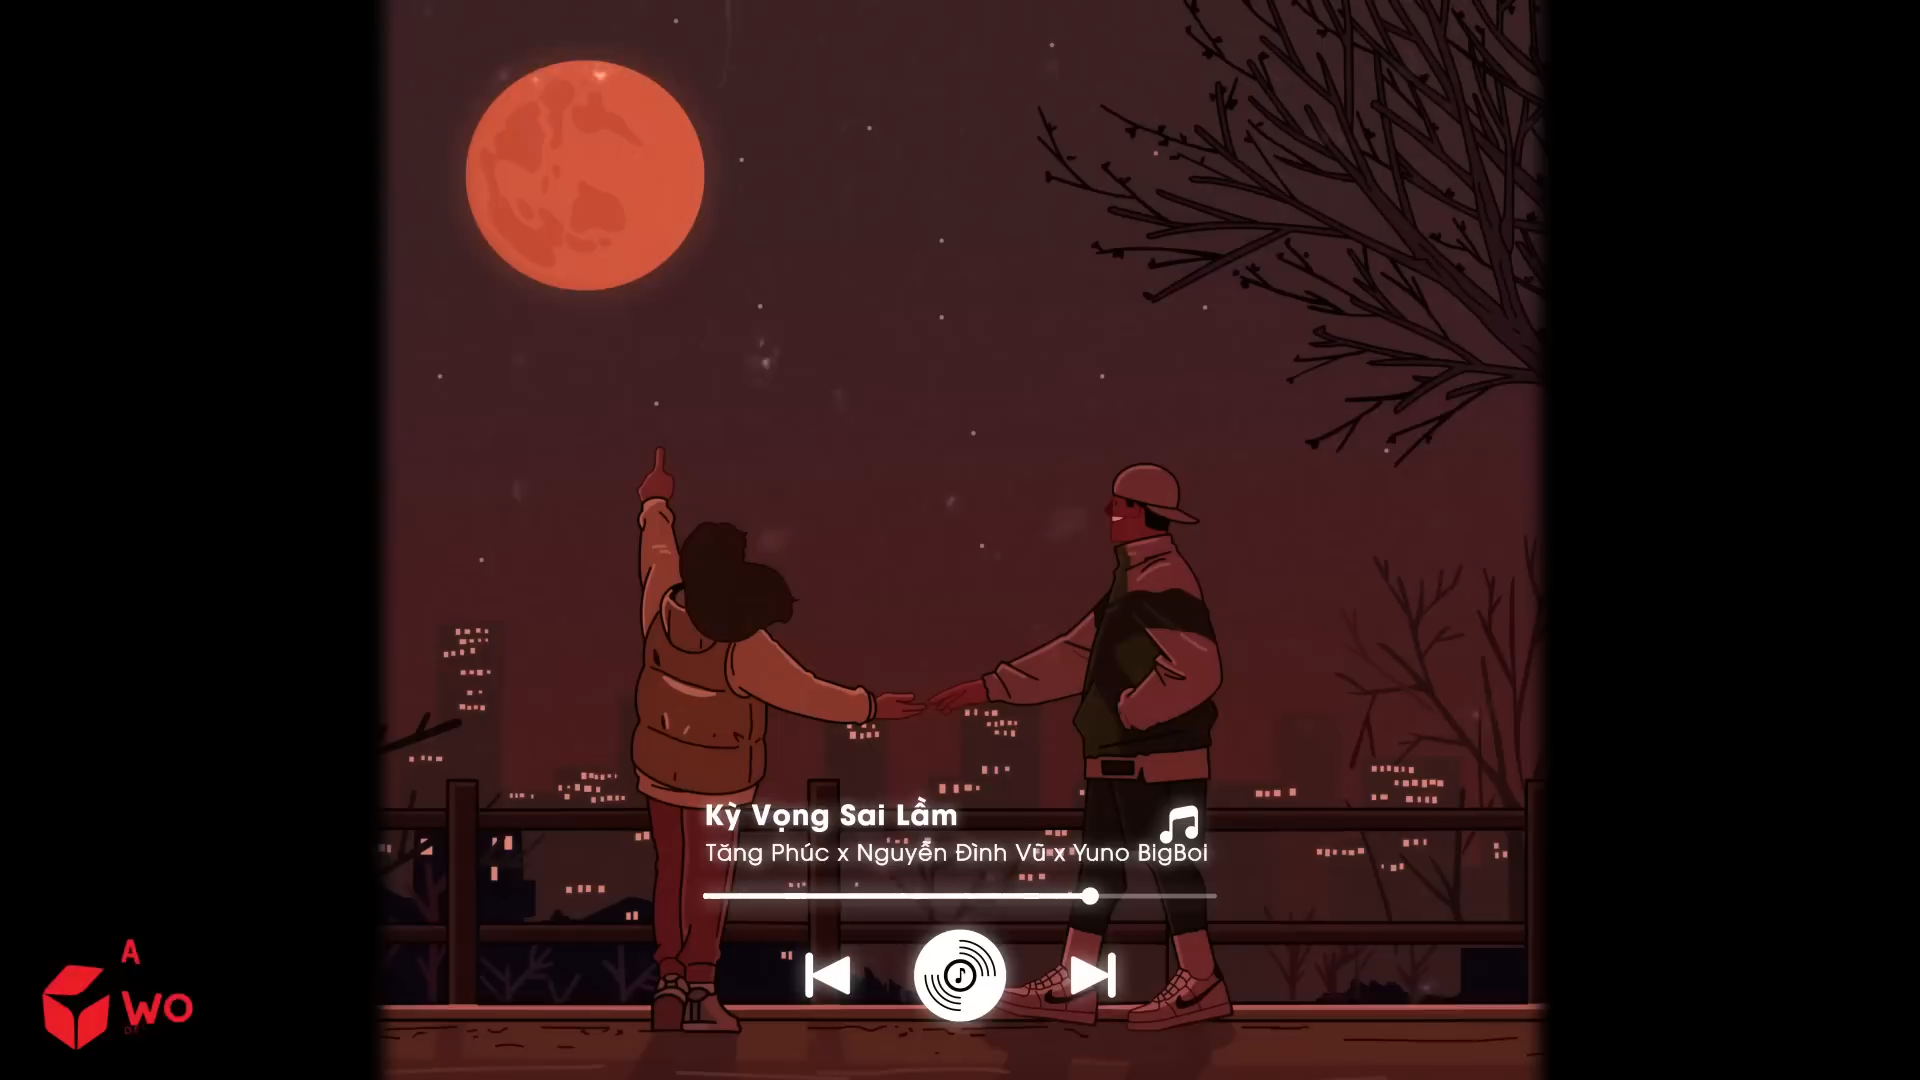 Kỳ Vọng Sai Lầm
Tăng Phúc x Nguyễn Đình Vũ x Yuno BigBoi
A
WO